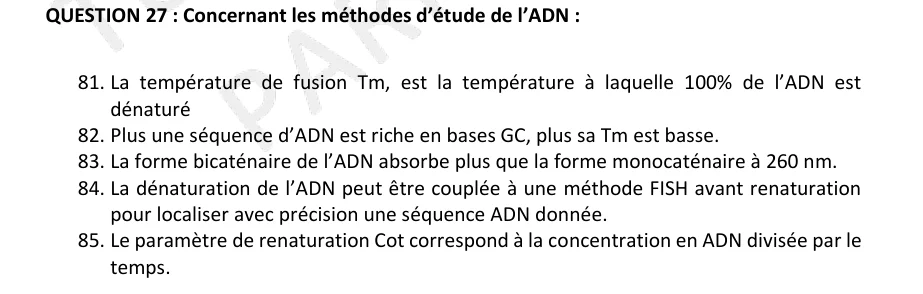 QUESTION 27 : Concernant les méthodes d’étude de l’ADN :
81. La température de fusion Tm, est la température à laquelle 100% de l’ADN est
dénaturé
82. Plus une séquence d’ADN est riche en bases GC, plus sa Tm est basse.
83. La forme bicaténaire de l’ADN absorbe plus que la forme monocaténaire à 260 nm.
84. La dénaturation de l’ADN peut être couplée à une méthode FISH avant renaturation
pour localiser avec précision une séquence ADN donnée.
85. Le paramètre de renaturation Cot correspond à la concentration en ADN divisée par le
temps.